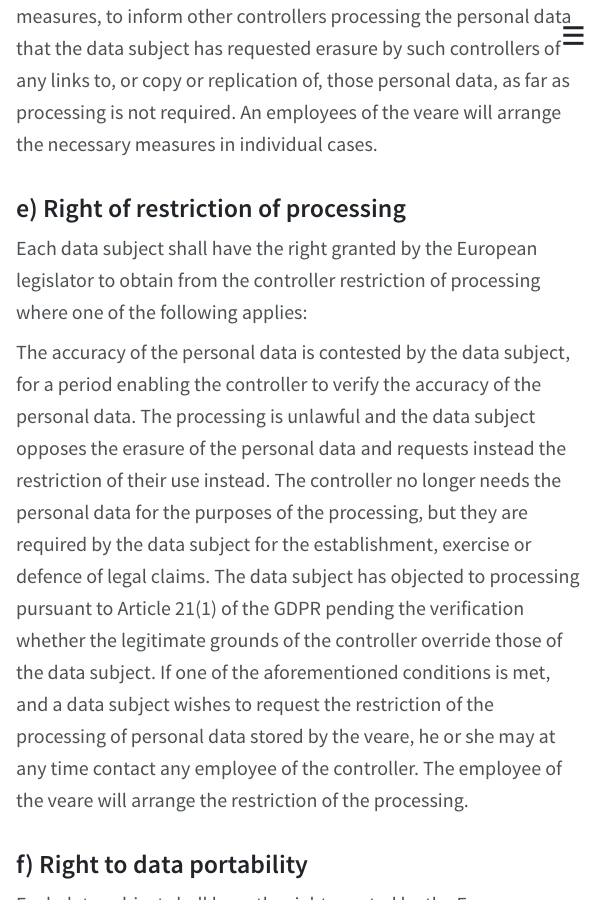 measures, to inform other controllers processing the personal data
that the data subject has requested erasure by such controllers of
any links to, or copy or replication of, those personal data, as far as
processing is not required. An employees of the veare will arrange
the necessary measures in individual cases.
e) Right of restriction of processing
Each data subject shall have the right granted by the European
legislator to obtain from the controller restriction of processing
where one of the following applies:
The accuracy of the personal data is contested by the data subject,
for a period enabling the controller to verify the accuracy of the
personal data. The processing is unlawful and the data subject
opposes the erasure of the personal data and requests instead the
restriction of their use instead. The controller no longer needs the
personal data for the purposes of the processing, but they are
required by the data subject for the establishment, exercise or
defence of legal claims. The data subject has objected to processing
pursuant to Article 21(1) of the GDPR pending the verification
whether the legitimate grounds of the controller override those of
the data subject. If one of the aforementioned conditions is met,
and a data subject wishes to request the restriction of the
processing of personal data stored by the veare, he or she may at
any time contact any employee of the controller. The employee of
the veare will arrange the restriction of the processing.
f) Right to data portability